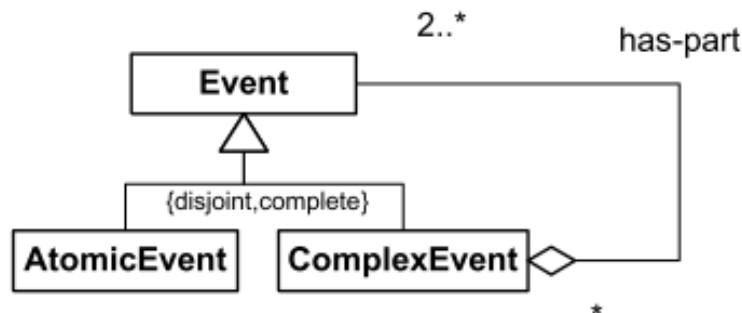 2..*
has-part
Event
{disjoint,complete}
AtomicEvent
ComplexEvent
*